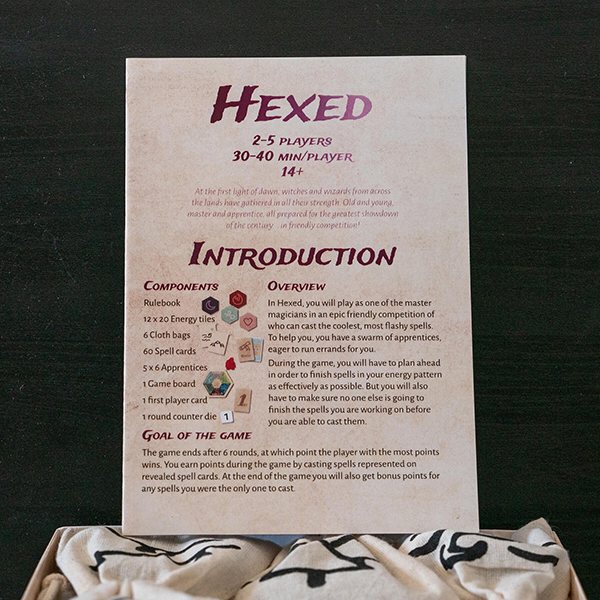 HEXED
2-5 PLAYERS
30-40 MIN/PLAYER
14+
At the first light of dawn, witches and wizards from across
the lands have gathered in all their strength. Old and young,
master and apprentice, all prepared for the greatest showdown
of the century in friendly competition!
INTRODUCTION
COMPONENTS
Rulebook
12 x 20 Energy tiles
6 Cloth bags
60 Spell cards
5 x 6 Apprentices
1 Game board
1 first player card
1 round counter die
1
1
OVERVIEW
In Hexed, you will play as one of the master
magicians in an epic friendly competition of
who can cast the coolest, most flashy spells.
To help you, you have a swarm of apprentices,
eager to run errands for you.
During the game, you will have to plan ahead
in order to finish spells in your energy pattern
as effectively as possible. But you will also
have to make sure no one else is going to
finish the spells you are working on before
you are able to cast them.
GOAL OF THE GAME
The game ends after 6 rounds, at which point the player with the most points
wins. You earn points during the game by casting spells represented on
revealed spell cards. At the end of the game you will also get bonus points for
any spells you were the only one to cast.